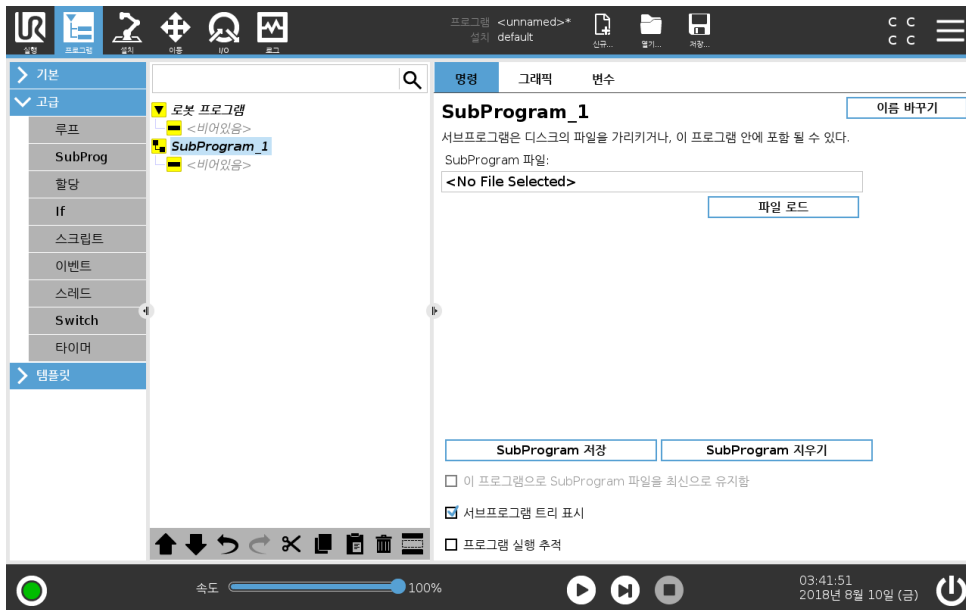 UR
실행 프로그램 설치 이동 I/O 로그
프로그램 <unnamed>*
설치 default
신규... 열기... 저장...
C C
C C
기본
고급
루프
SubProg
할당
If
스크립트
이벤트
스레드
Switch
타이머
템플릿
로봇 프로그램
<비어있음>
SubProgram_1
<비어있음>
명령 그래픽 변수
SubProgram_1
이름 바꾸기
서브프로그램은 디스크의 파일을 가리키거나, 이 프로그램 안에 포함 될 수 있다.
SubProgram 파일:
<No File Selected>
파일 로드
SubProgram 저장 SubProgram 지우기
이 프로그램으로 SubProgram 파일을 최신으로 유지함
서브프로그램 트리 표시
프로그램 실행 추적
속도 100%
03:41:51
2018년 8월 10일 (금)